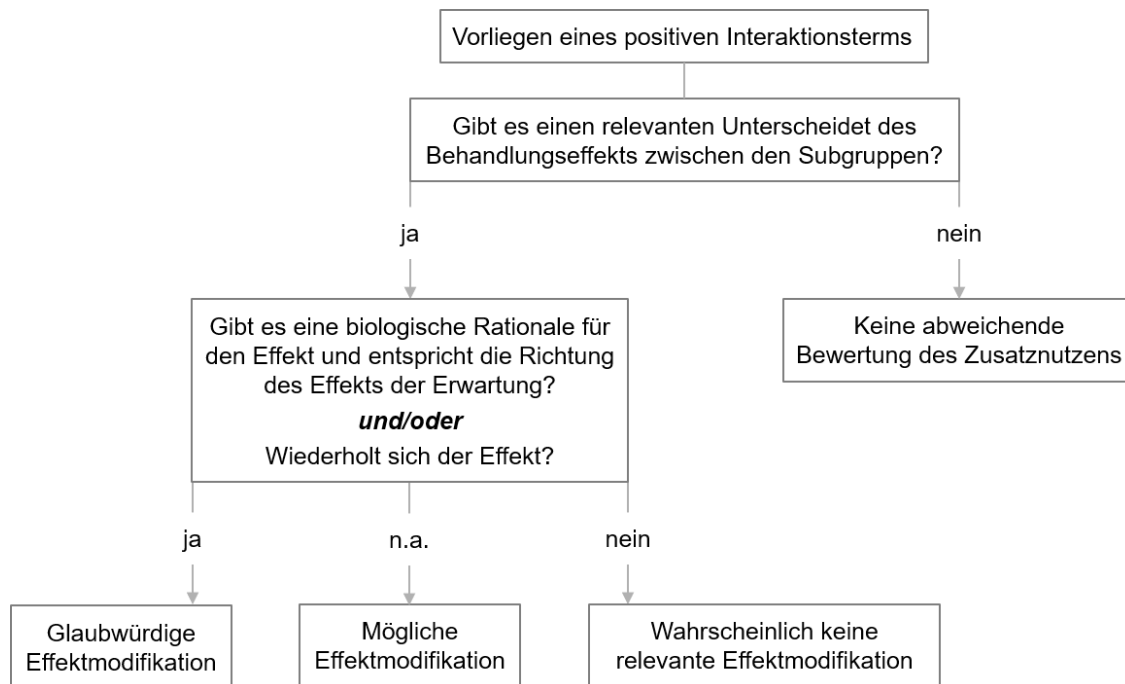 Vorliegen eines positiven Interaktionsterms
Gibt es einen relevanten Unterscheidet des
Behandlungseffekts zwischen den Subgruppen?
ja
nein
Gibt es eine biologische Rationale für
den Effekt und entspricht die Richtung
des Effekts der Erwartung?
und/oder
Wiederholt sich der Effekt?
Keine abweichende
Bewertung des Zusatznutzens
ja
n.a.
nein
Glaubwürdige
Effektmodifikation
Mögliche
Effektmodifikation
Wahrscheinlich keine
relevante Effektmodifikation